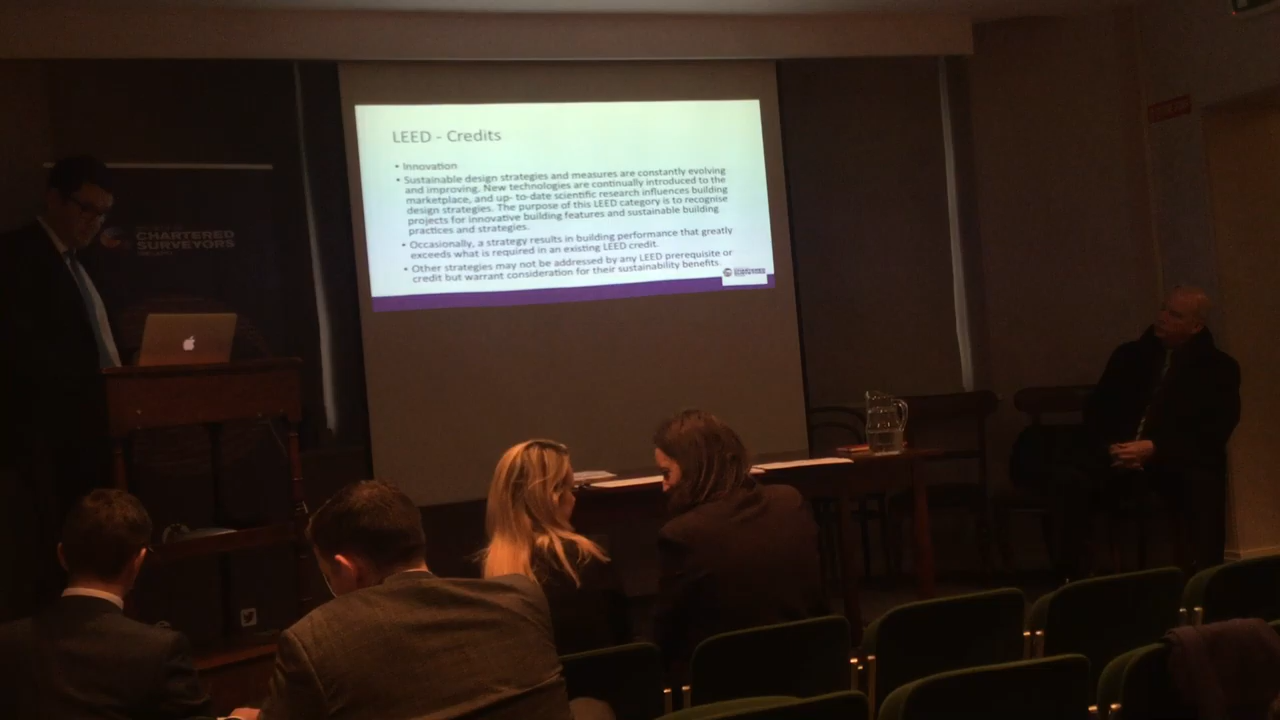 LEED - Credits
• Innovation
• Sustainable design strategies and measures are constantly evolving
and improving. New technologies are continually introduced to the
marketplace, and up- to-date scientific research influences building
design strategies. The purpose of this LEED category is to recognise
projects for innovative building features and sustainable building
practices and strategies.
• Occasionally, a strategy results in building performance that greatly
exceeds what is required in an existing LEED credit.
• Other strategies may not be addressed by any LEED prerequisite or
credit but warrant consideration for their sustainability benefits.
CHARTERED
SURVEYORS